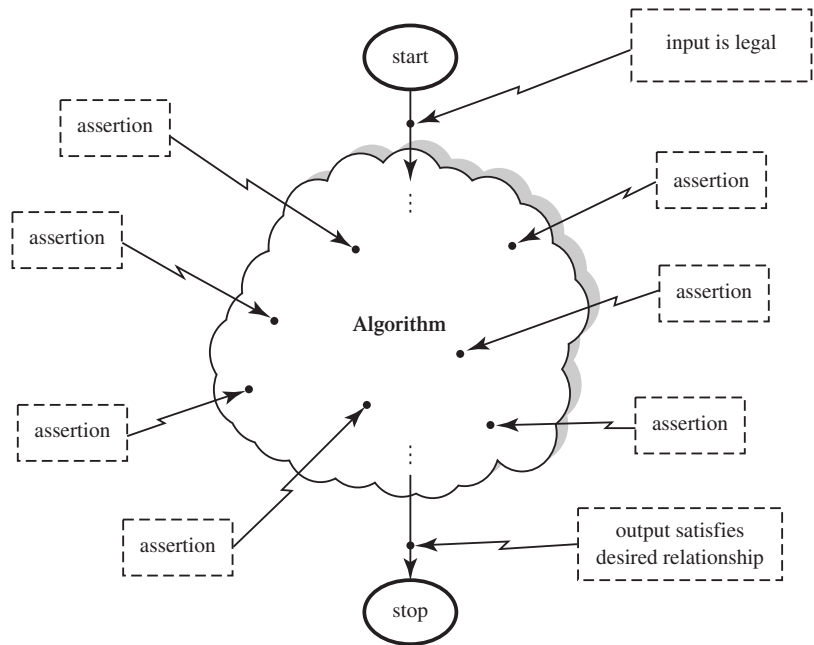 start
input is legal
assertion
assertion
assertion
Algorithm
assertion
assertion
assertion
assertion
output satisfies
desired relationship
stop